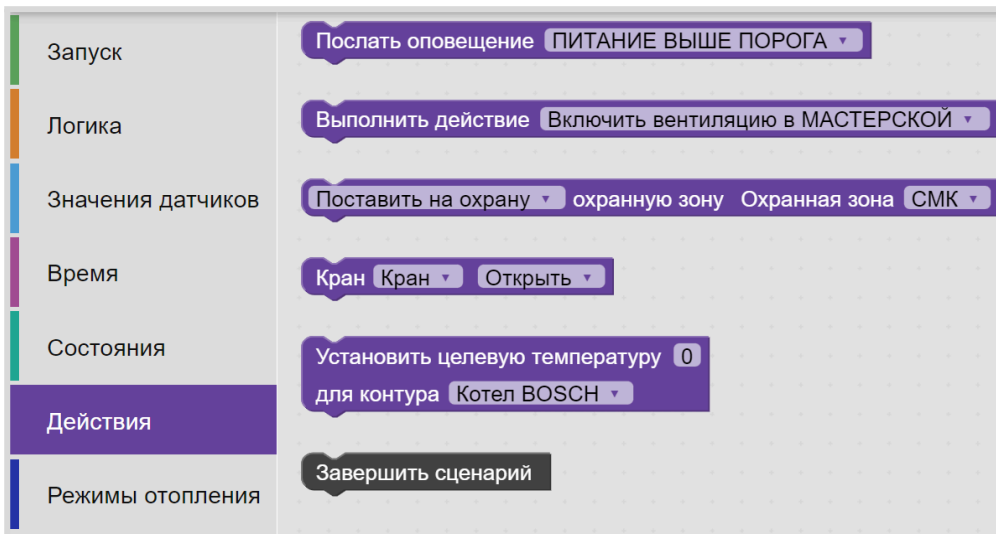 Запуск
Логика
Значения датчиков
Время
Состояния
Действия
Режимы отопления
Послать оповещение ПИТАНИЕ ВЫШЕ ПОРОГА
Выполнить действие Включить вентиляцию в МАСТЕРСКОЙ
Поставить на охрану охранную зону Охранная зона СМК
Кран Кран Открыть
Установить целевую температуру 0
для контура Котел BOSCH
Завершить сценарий